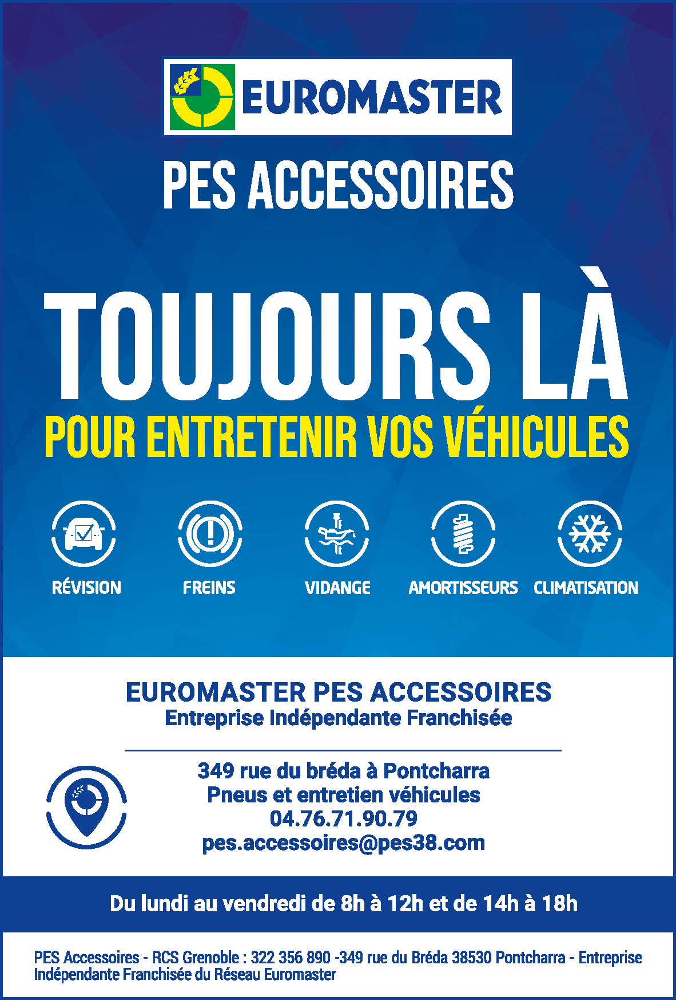 EUROMASTER
PES ACCESSOIRES
TOUJOURS LÀ
POUR ENTRETENIR VOS VÉHICULES
RÉVISION FREINS VIDANGE AMORTISSEURS CLIMATISATION
EUROMASTER PES ACCESSOIRES
Entreprise Indépendante Franchisée
349 rue du bréda à Pontcharra
Pneus et entretien véhicules
04.76.71.90.79
pes.accessoires@pes38.com
Du lundi au vendredi de 8h à 12h et de 14h à 18h
PES Accessoires - RCS Grenoble : 322 356 890 -349 rue du Bréda 38530 Pontcharra - Entreprise
Indépendante Franchisée du Réseau Euromaster